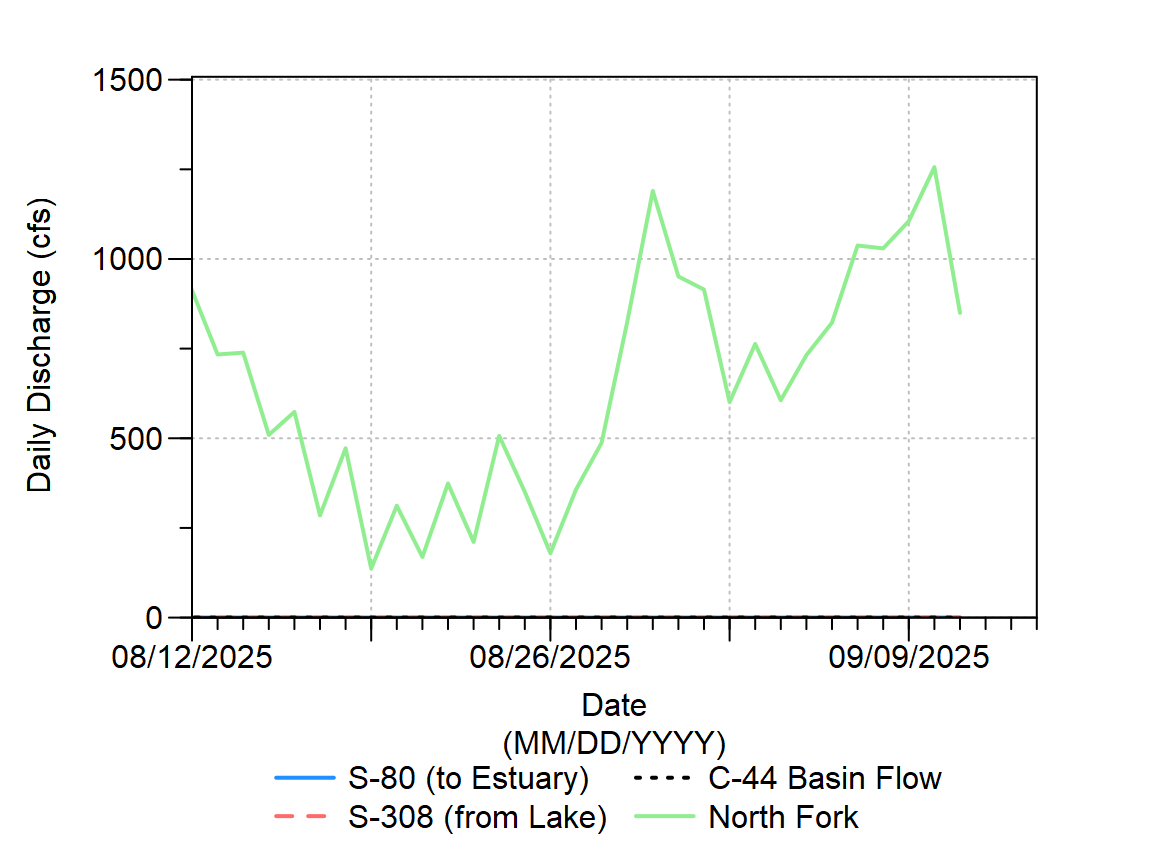 1500
1000
500
0
Daily Discharge (cfs)
08/12/2025
08/26/2025
09/09/2025
Date
(MM/DD/YYYY)
S-80 (to Estuary)
C-44 Basin Flow
S-308 (from Lake)
North Fork